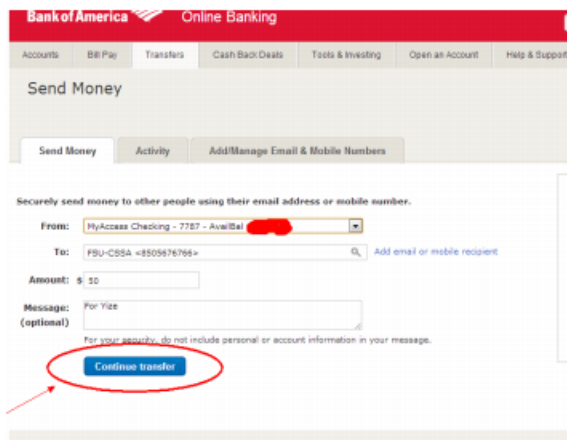 Bank of America Online Banking
Accounts Bill Pay Transfers Cash Back Deals Tools & Investing Open an Account Help & Support
Send Money
Send Money Activity Add/Manage Email & Mobile Numbers
Securely send money to other people using their email address or mobile number.
From: MyAccess Checking - 7787 - AvailBal
To: FSU-CSSA <8505676766> Add email or mobile recipient
Amount: $ 50
Message: For Yize
(optional)
For your security, do not include personal or account information in your message.
Continue transfer